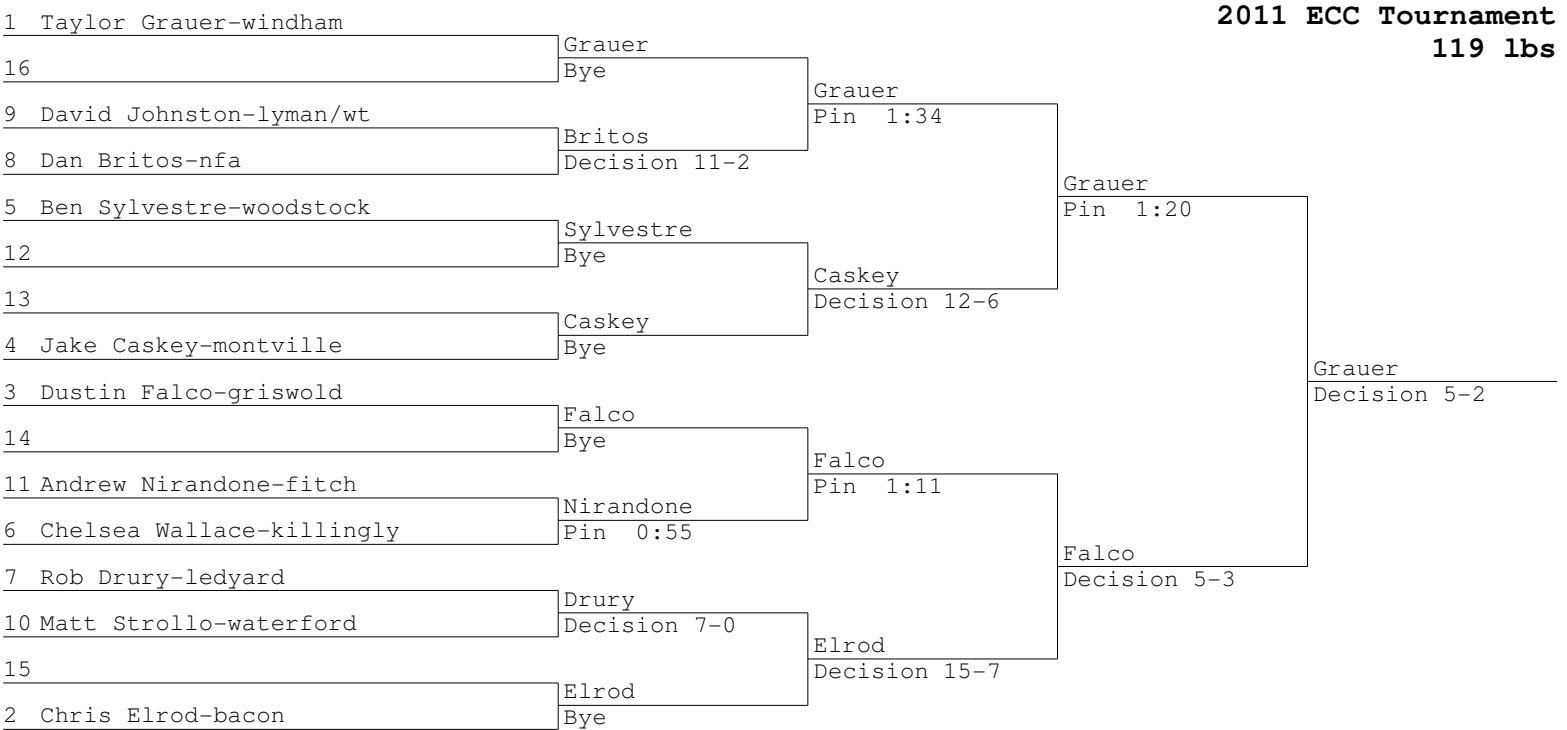 2011 ECC Tournament
119 lbs
1 Taylor Grauer-windham
16
9 David Johnston-lyman/wt
8 Dan Britos-nfa
5 Ben Sylvestre-woodstock
12
13
4 Jake Caskey-montville
3 Dustin Falco-griswold
14
11 Andrew Nirandone-fitch
6 Chelsea Wallace-killingly
7 Rob Drury-ledyard
10 Matt Strollo-waterford
15
2 Chris Elrod-bacon
Grauer
Bye
Britos
Decision 11-2
Sylvestre
Bye
Caskey
Bye
Falco
Bye
Nirandone
Pin 0:55
Drury
Decision 7-0
Elrod
Bye
Grauer
Pin 1:34
Caskey
Decision 12-6
Falco
Pin 1:11
Elrod
Decision 15-7
Grauer
Pin 1:20
Falco
Decision 5-3
Grauer
Decision 5-2